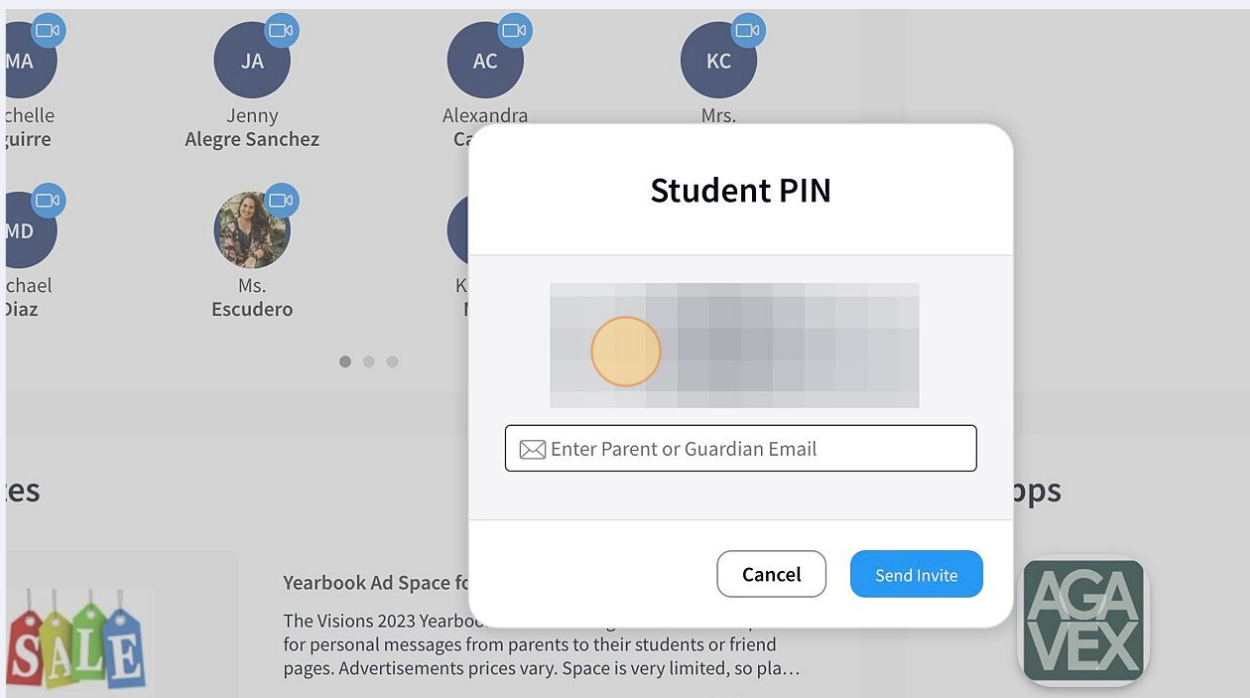 MA
JA
AC
KC
chelle
Jenny
Alexandra
Mrs.
guirre
Alegre Sanchez
Ca
Student PIN
MD
chael
Ms.
K
Diaz
Escudero
Enter Parent or Guardian Email
es
pps
Cancel
Send Invite
Yearbook Ad Space fo
The Visions 2023 Yearboo
for personal messages from parents to their students or friend
pages. Advertisements prices vary. Space is very limited, so pla...
SALE
AGA
VEX